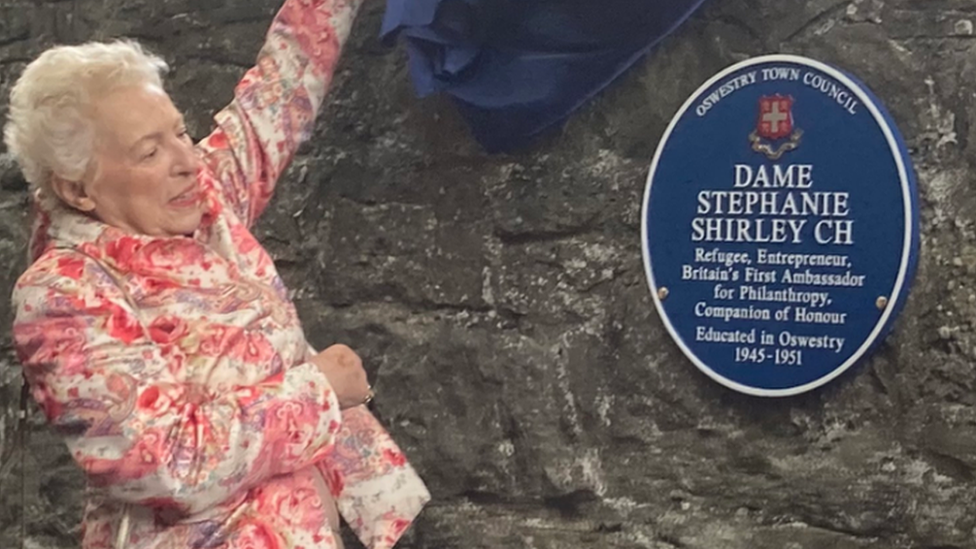 OSWESTRY TOWN COUNCIL
DAME
STEPHANIE
SHIRLEY CH
Refugee, Entrepreneur,
Britain's First Ambassador
for Philanthropy,
Companion of Honour
Educated in Oswestry
1945-1951